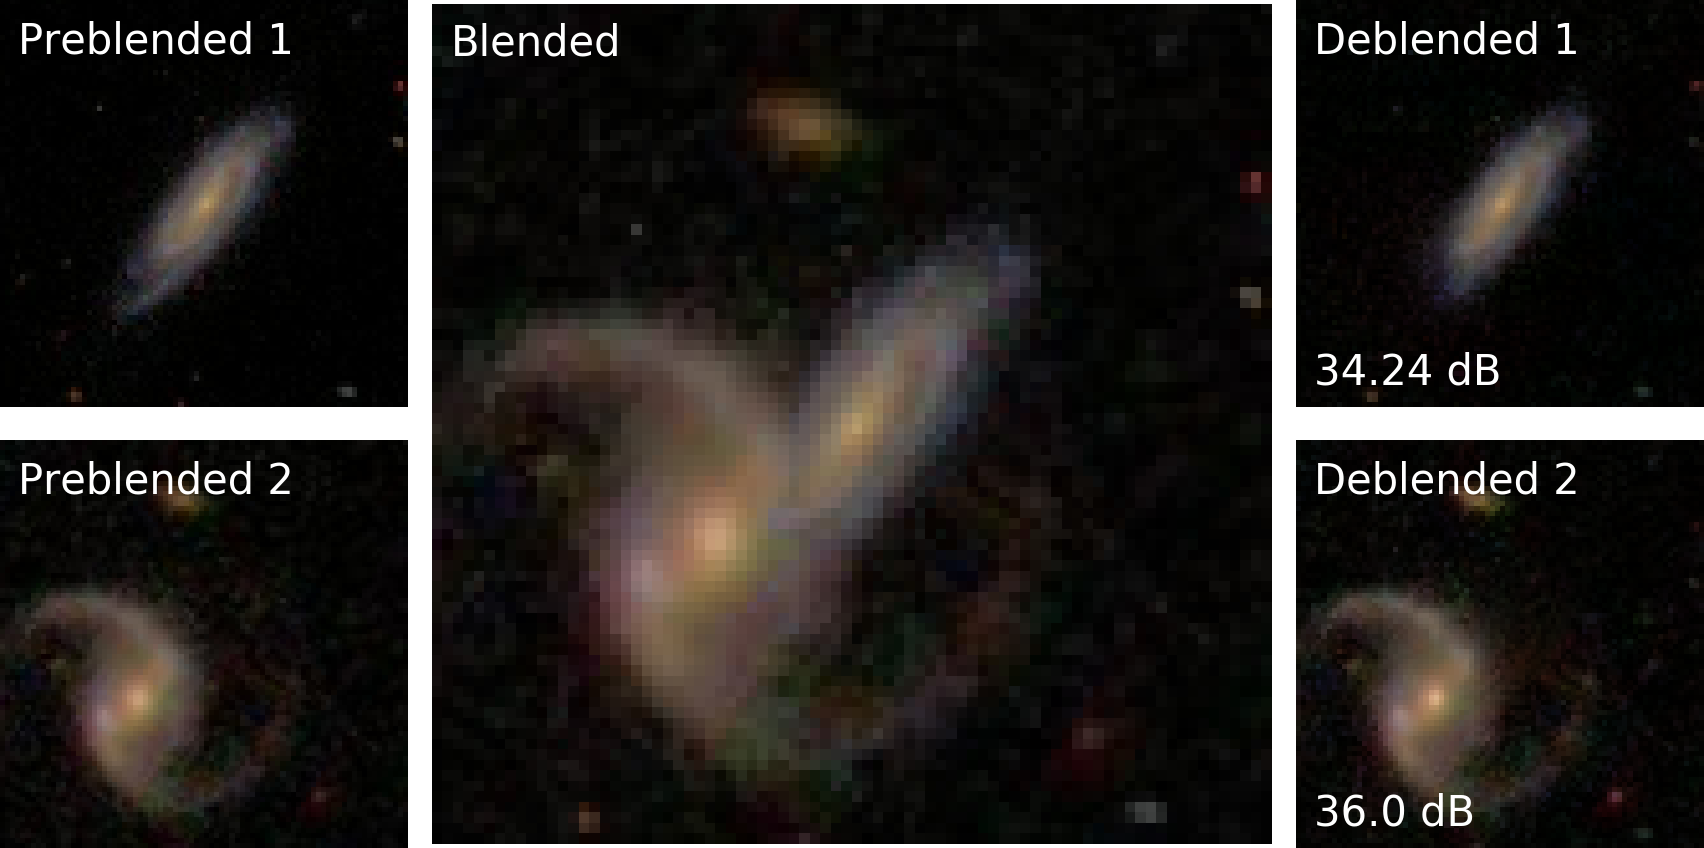 Preblended 1
Blended
Deblended 1
34.24 dB
Preblended 2
Deblended 2
36.0 dB